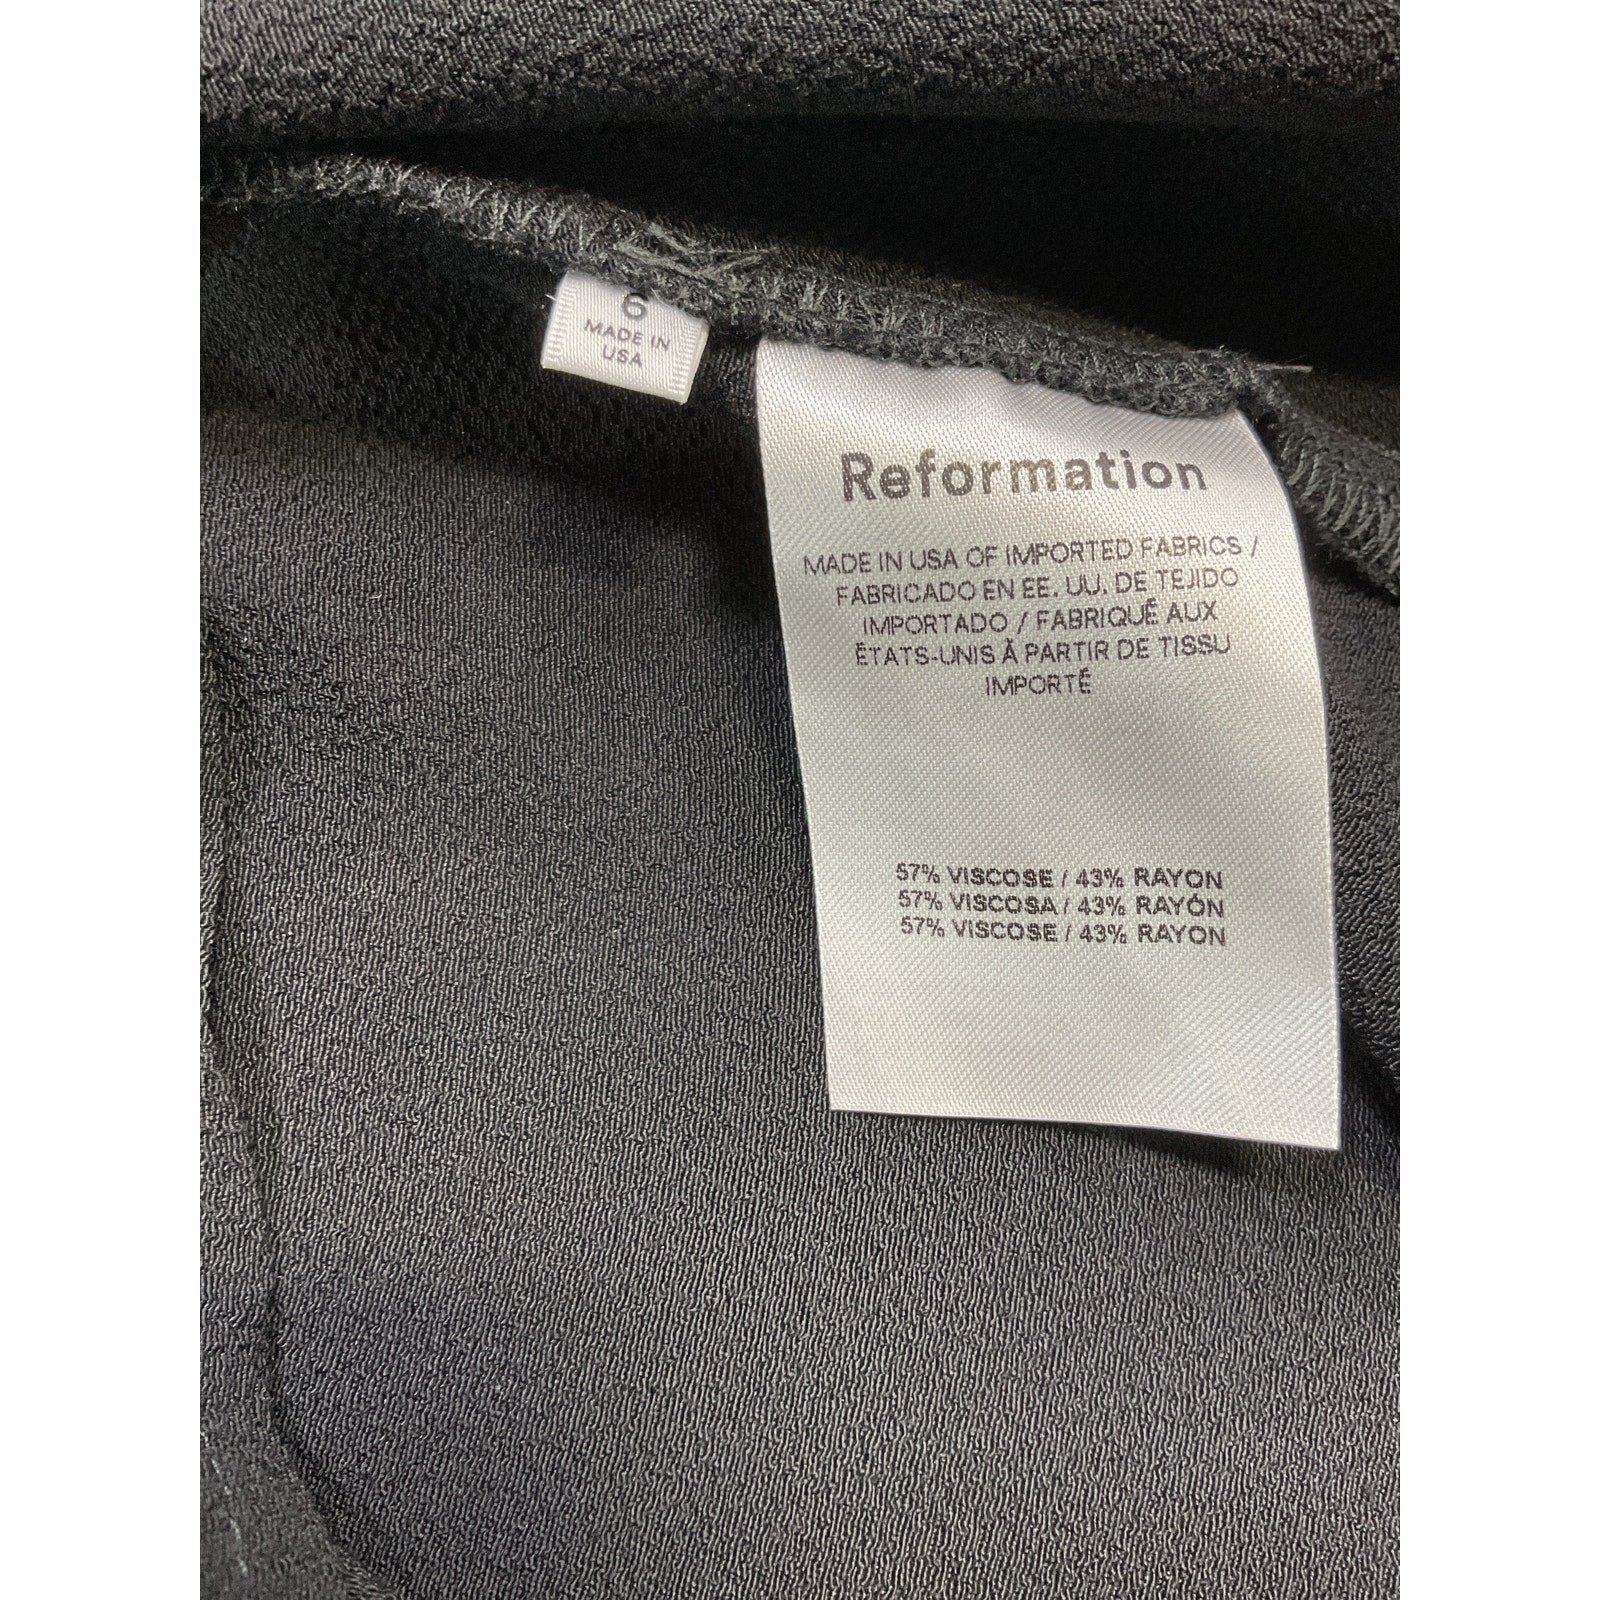 6
MADE IN
USA
Reformation
MADE IN USA OF IMPORTED FABRICS /
FABRICADO EN EE. UU. DE TEJIDO
IMPORTADO / FABRIQUÉ AUX
ÉTATS-UNIS À PARTIR DE TISSU
IMPORTÉ
57% VISCOSE / 43% RAYON
57% VISCOSA / 43% RAYÓN
57% VISCOSE / 43% RAYON